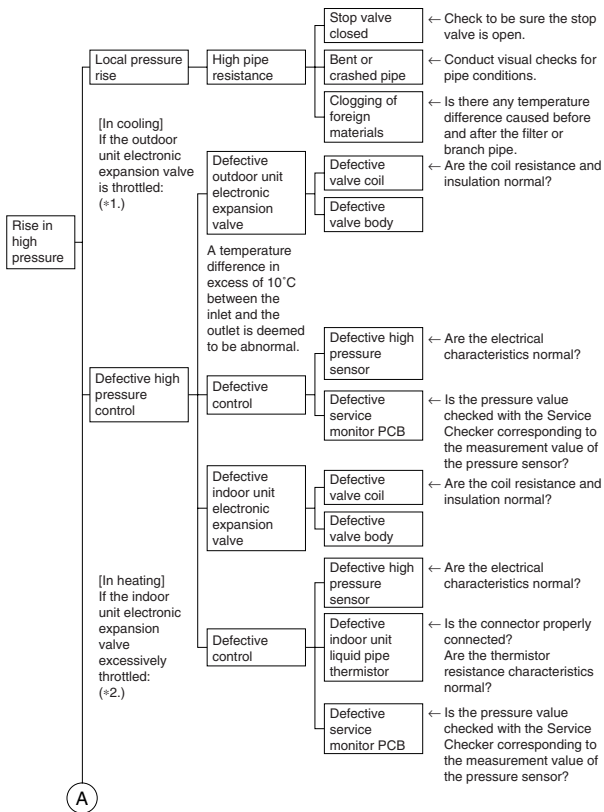 Stop valve
closed
← Check to be sure the stop
valve is open.
Local pressure
rise
High pipe
resistance
Bent or
crashed pipe
← Conduct visual checks for
pipe conditions.
Clogging of
foreign
materials
← Is there any temperature
difference caused before
and after the filter or
branch pipe.
[In cooling]
If the outdoor
unit electronic
expansion valve
is throttled:
(*1.)
Defective
outdoor unit
electronic
expansion
valve
Defective
valve coil
← Are the coil resistance and
insulation normal?
Defective
valve body
Rise in
high
pressure
A temperature
difference in
excess of 10˚C
between the
inlet and the
outlet is deemed
to be abnormal.
Defective high
pressure
sensor
← Are the electrical
characteristics normal?
Defective high
pressure
control
Defective
control
Defective
service
monitor PCB
← Is the pressure value
checked with the Service
Checker corresponding to
the measurement value of
the pressure sensor?
Defective
indoor unit
electronic
expansion
valve
Defective
valve coil
← Are the coil resistance and
insulation normal?
Defective
valve body
[In heating]
If the indoor
unit electronic
expansion
valve
excessively
throttled:
(*2.)
Defective high
pressure
sensor
← Are the electrical
characteristics normal?
Defective
control
Defective
indoor unit
liquid pipe
thermistor
← Is the connector properly
connected?
Are the thermistor
resistance characteristics
normal?
Defective
service
monitor PCB
← Is the pressure value
checked with the Service
Checker corresponding to
the measurement value of
the pressure sensor?
A